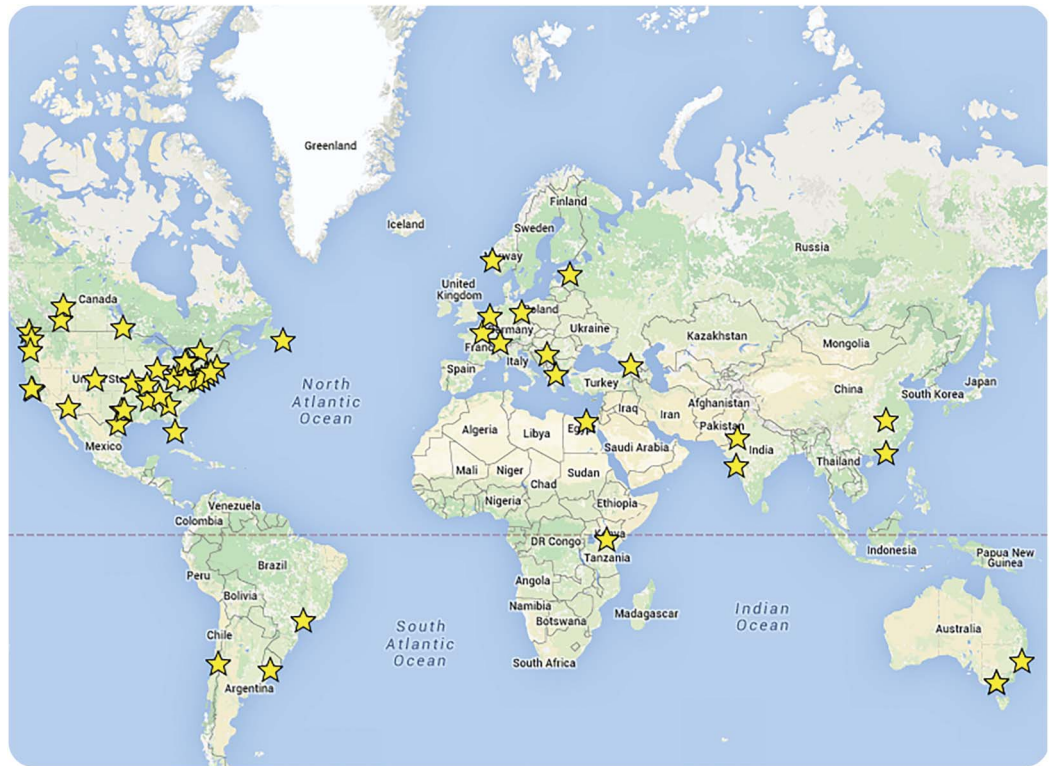 Greenland
Iceland
Finland
Sweden
Russia
United
Kingdom
Canada
Ukraine
Kazakhstan
Mongolia
Italy
Spain
Turkey
North
Atlantic
Ocean
China
Japan
South Korea
Afghanistan
Iraq
Iran
Pakistan
India
Algeria
Libya
Saudi Arabia
Mexico
Thailand
Mali
Niger
Sudan
Chad
Nigeria
Ethiopia
Venezuela
Colombia
DR Congo
Tanzania
Indonesia
Papua New
Guinea
Brazil
Peru
Angola
Bolivia
Namibia
Botswana
Madagascar
Indian
Ocean
Chile
South
Atlantic
Ocean
Australia
South Africa
Argentina